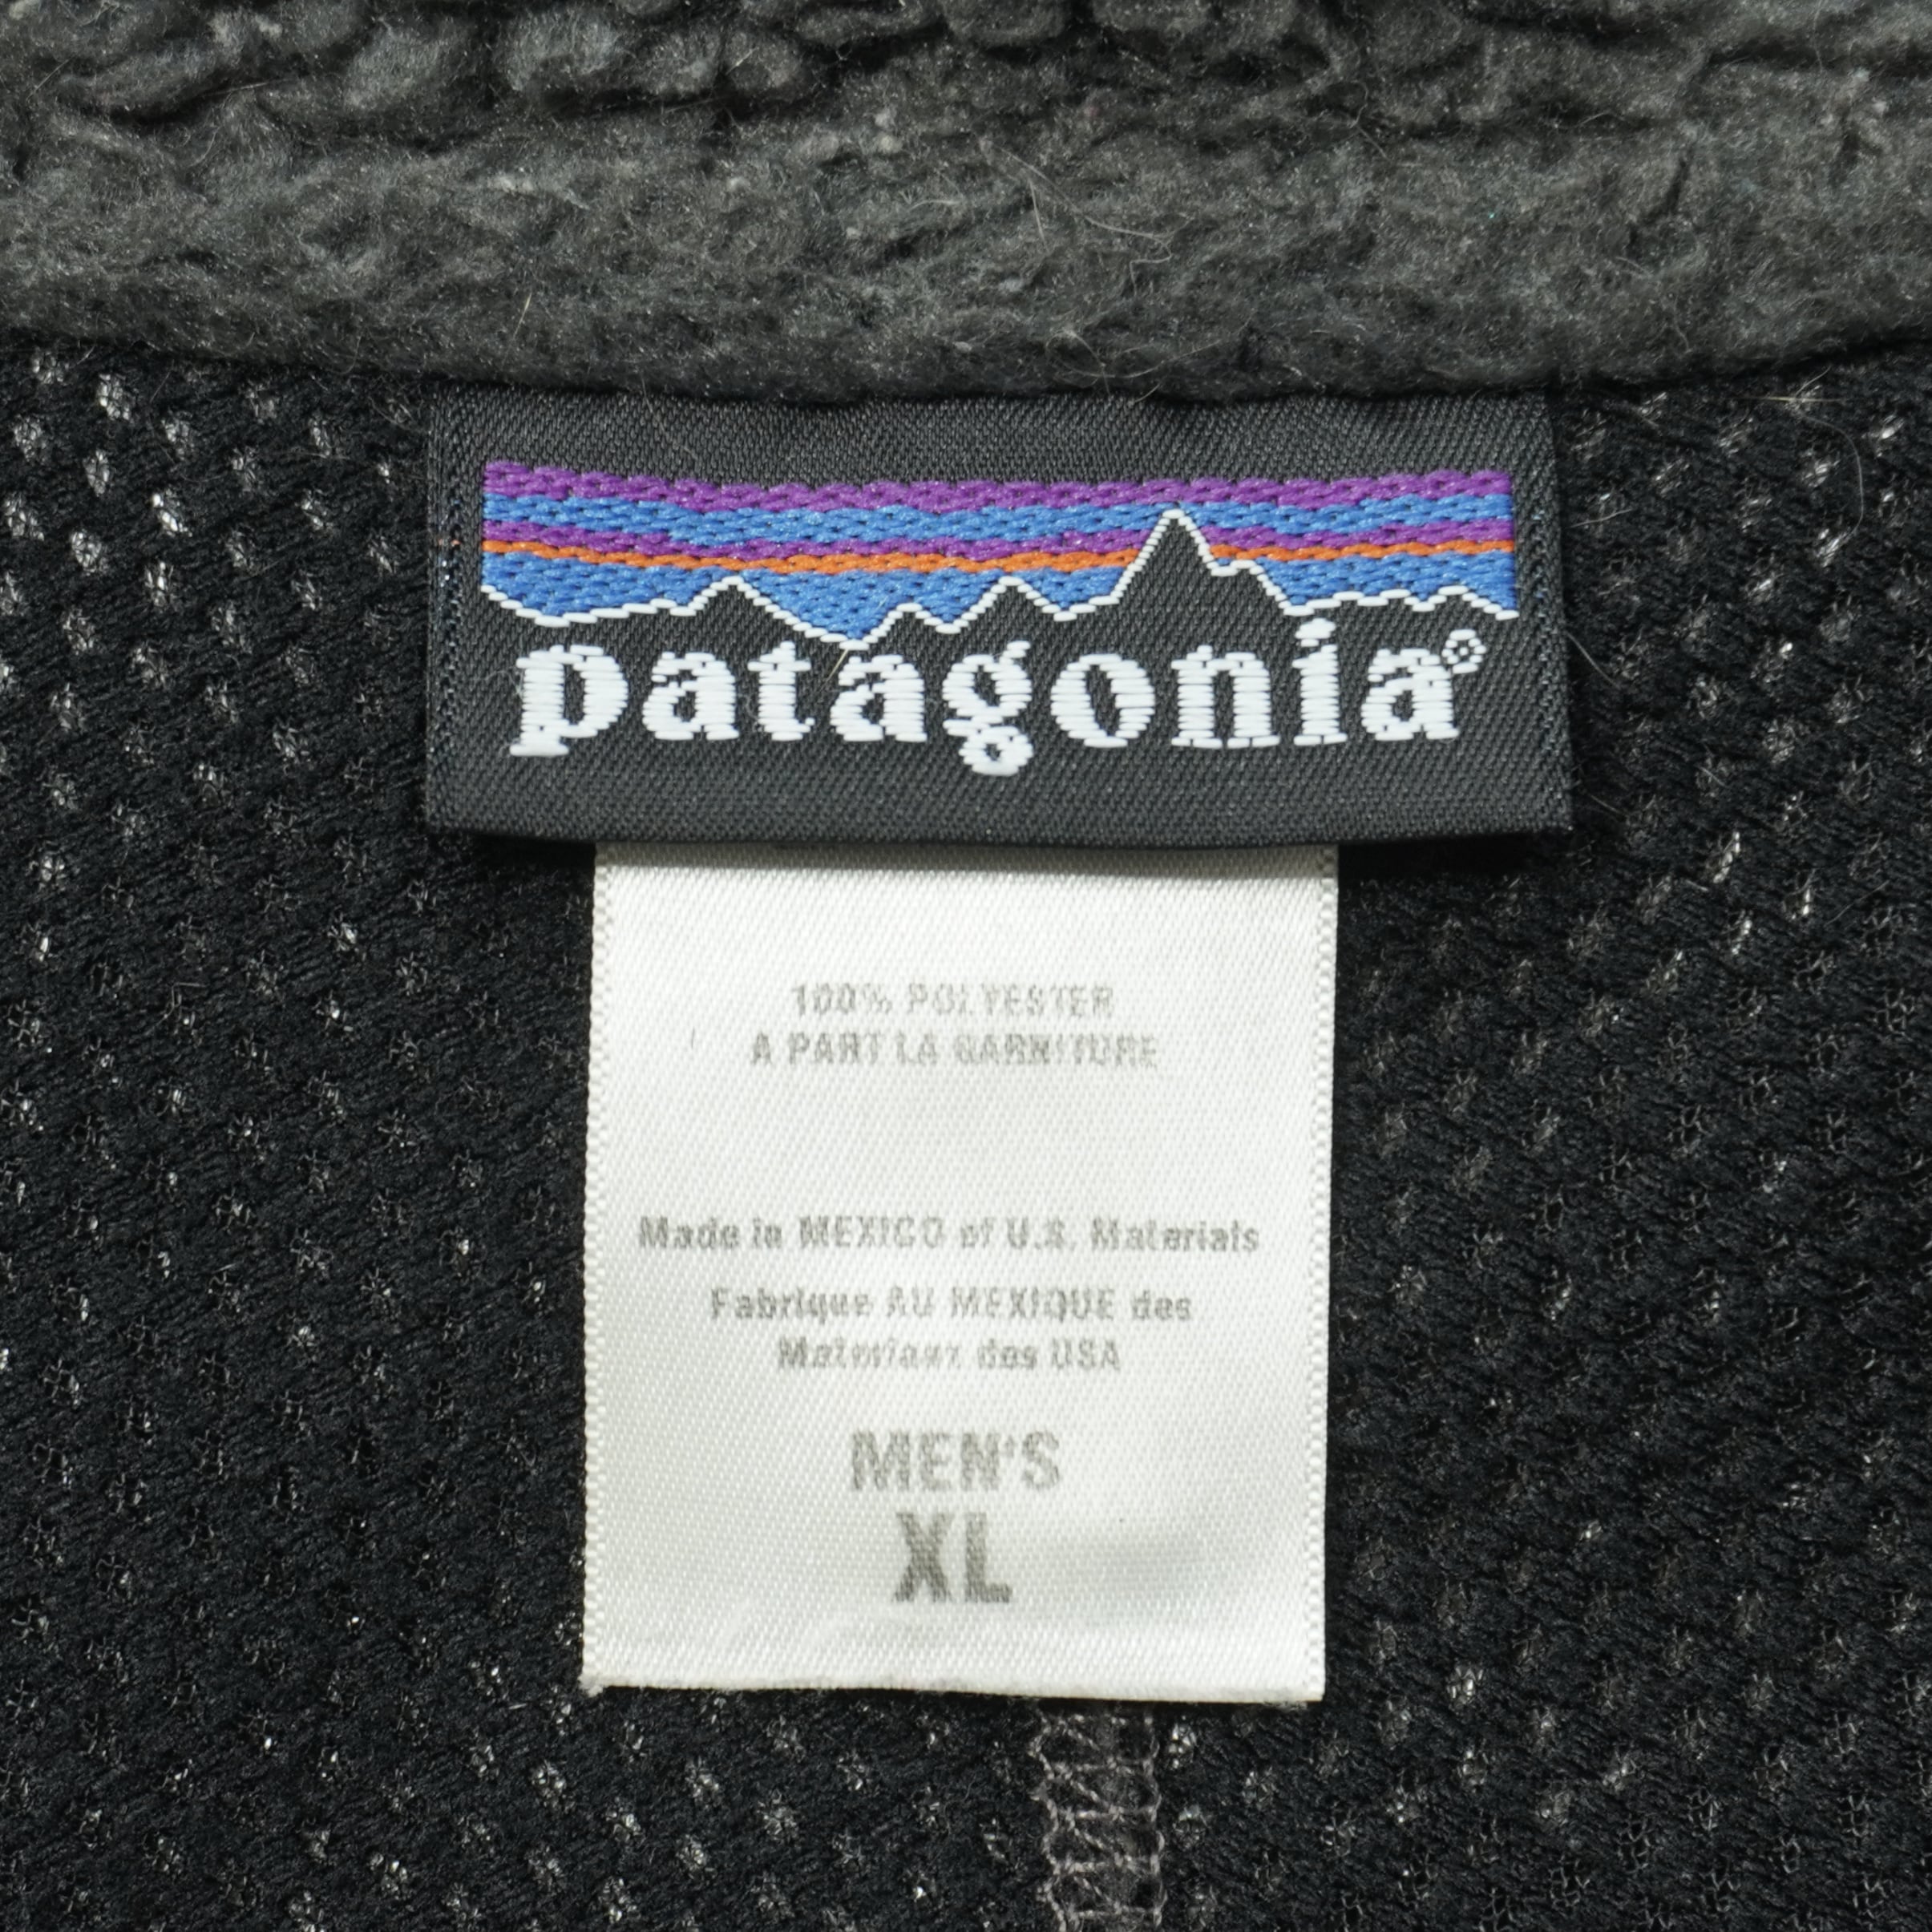 patagonia®
100% POLYESTER
A PART LA GARNITURE
Made in MEXICO of U.S. Materials
Fabrique AU MEXIQUE des
Materiaux des USA
MEN'S
XL